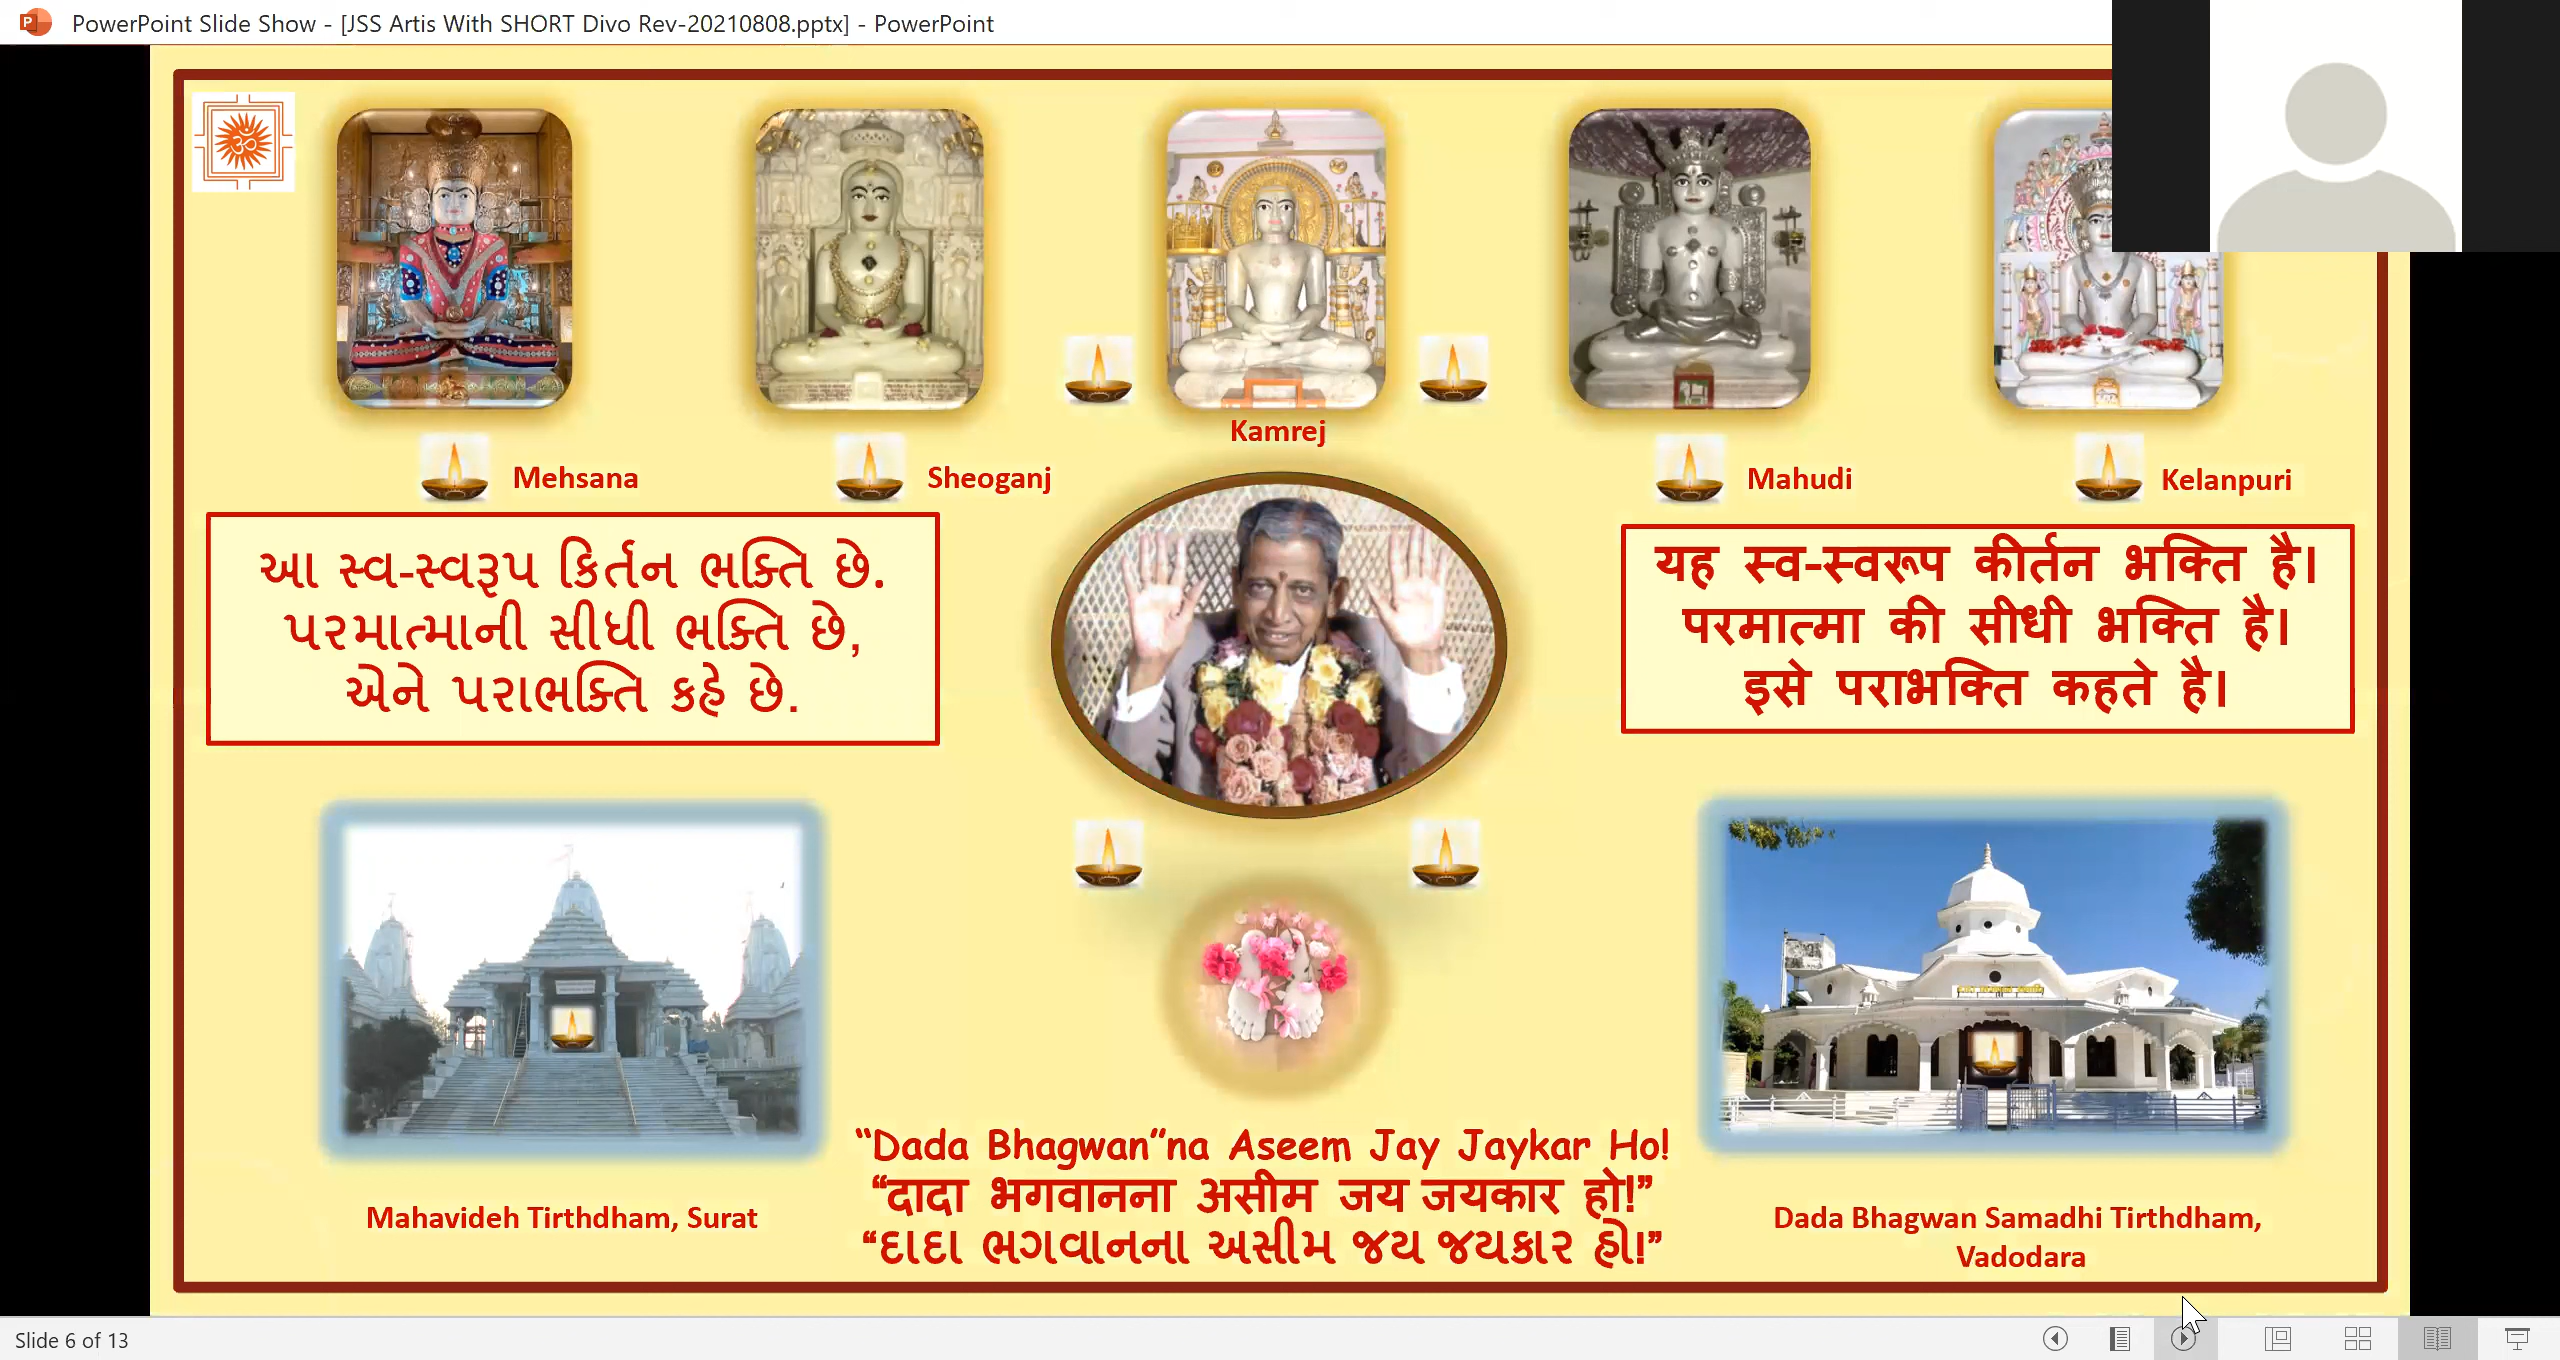 PowerPoint Slide Show - [JSS Artis With SHORT Divo Rev-20210808.pptx] - PowerPoint
Kamrej
Mehsana
Sheoganj
Mahudi
Kelanpuri
આ સ્વ-સ્વરૂપ કિર્તન ભક્તિ છે.
પરમાત્માની સીધી ભક્તિ છે,
એને પરાભક્તિ કહે છે.
यह स्व-स्वरूप कीर्तन भक्ति है।
परमात्मा की सीधी भक्ति है।
इसे पराभक्ति कहते है।
"Dada Bhagwan"na Aseem Jay Jaykar Ho!
“दादा भगवानना असीम जय जयकार हो!”
“દાદા ભગવાનના અસીમ જય જયકાર હો!”
Mahavideh Tirthdham, Surat
Dada Bhagwan Samadhi Tirthdham,
Vadodara
Slide 6 of 13